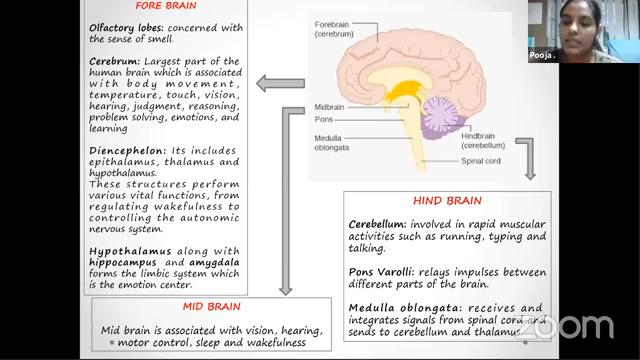 FORE BRAIN
Olfactory lobes: concerned with
the sense of smell.
Cerebrum: Largest part of the
human brain which is associated
with body movement,
temperature, touch, vision,
hearing, judgment, reasoning,
problem solving, emotions, and
learning
Diencephelon: Its includes
epithalamus, thalamus and
hypothalamus.
These structures perform
various vital functions, from
regulating wakefulness to
controlling the autonomic
nervous system.
Hypothalamus along with
hippocampus and amygdala
forms the limbic system which
is the emotion center.
MID BRAIN
Mid brain is associated with vision, hearing,
motor control, sleep and wakefulness
Forebrain
(cerebrum)
Midbrain
Pons
Medulla
oblongata
Hindbrain
(cerebellum)
Spinal cord
HIND BRAIN
Cerebellum: involved in rapid muscular
activities such as running, typing and
talking.
Pons Varolli: relays impulses between
different parts of the brain.
Medulla oblongata: receives and
integrates signals from spinal cord and
sends to cerebellum and thalamus.
Pooja .
zoom